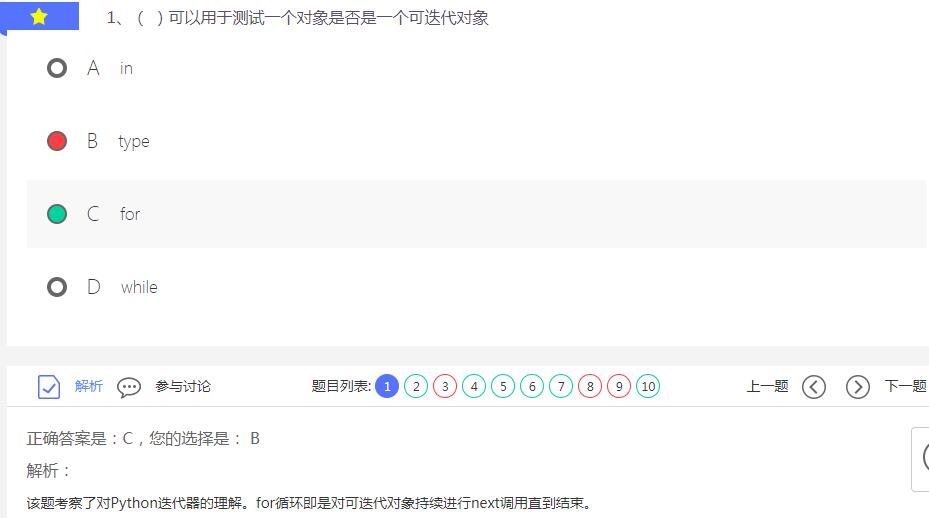 1、 （ ）可以用于测试一个对象是否是一个可迭代对象
A in
B type
C for
D while
解析 参与讨论 题目列表: 1 2 3 4 5 6 7 8 9 10 上一题 下一题
正确答案是：C，您的选择是： B
解析：
该题考察了对Python迭代器的理解。for循环即是对可迭代对象持续进行next调用直到结束。